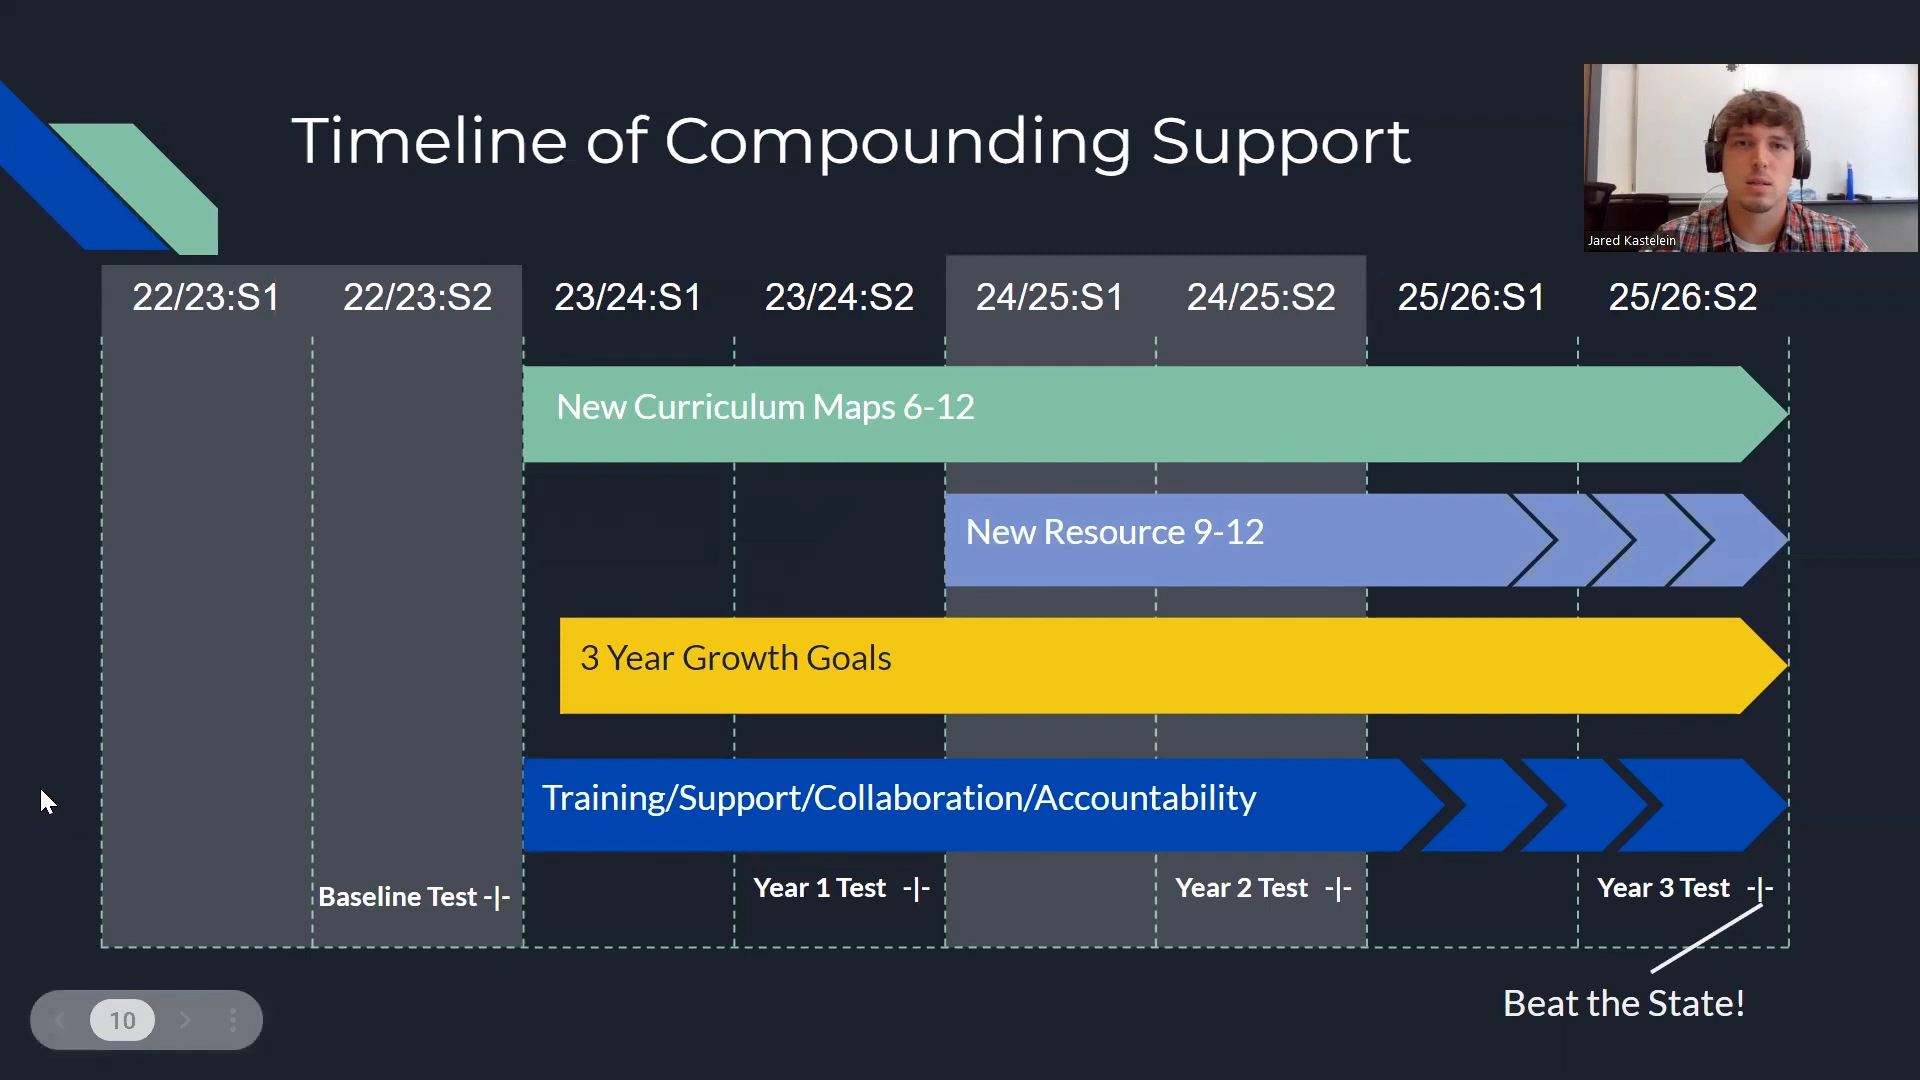 Timeline of Compounding Support
Jared Kastelein
22/23:S1 22/23:S2 23/24:S1 23/24:S2 24/25:S1 24/25:S2 25/26:S1 25/26:S2
New Curriculum Maps 6-12
New Resource 9-12
3 Year Growth Goals
Training/Support/Collaboration/Accountability
Baseline Test -|- Year 1 Test -|- Year 2 Test -|- Year 3 Test -|-
Beat the State!
10